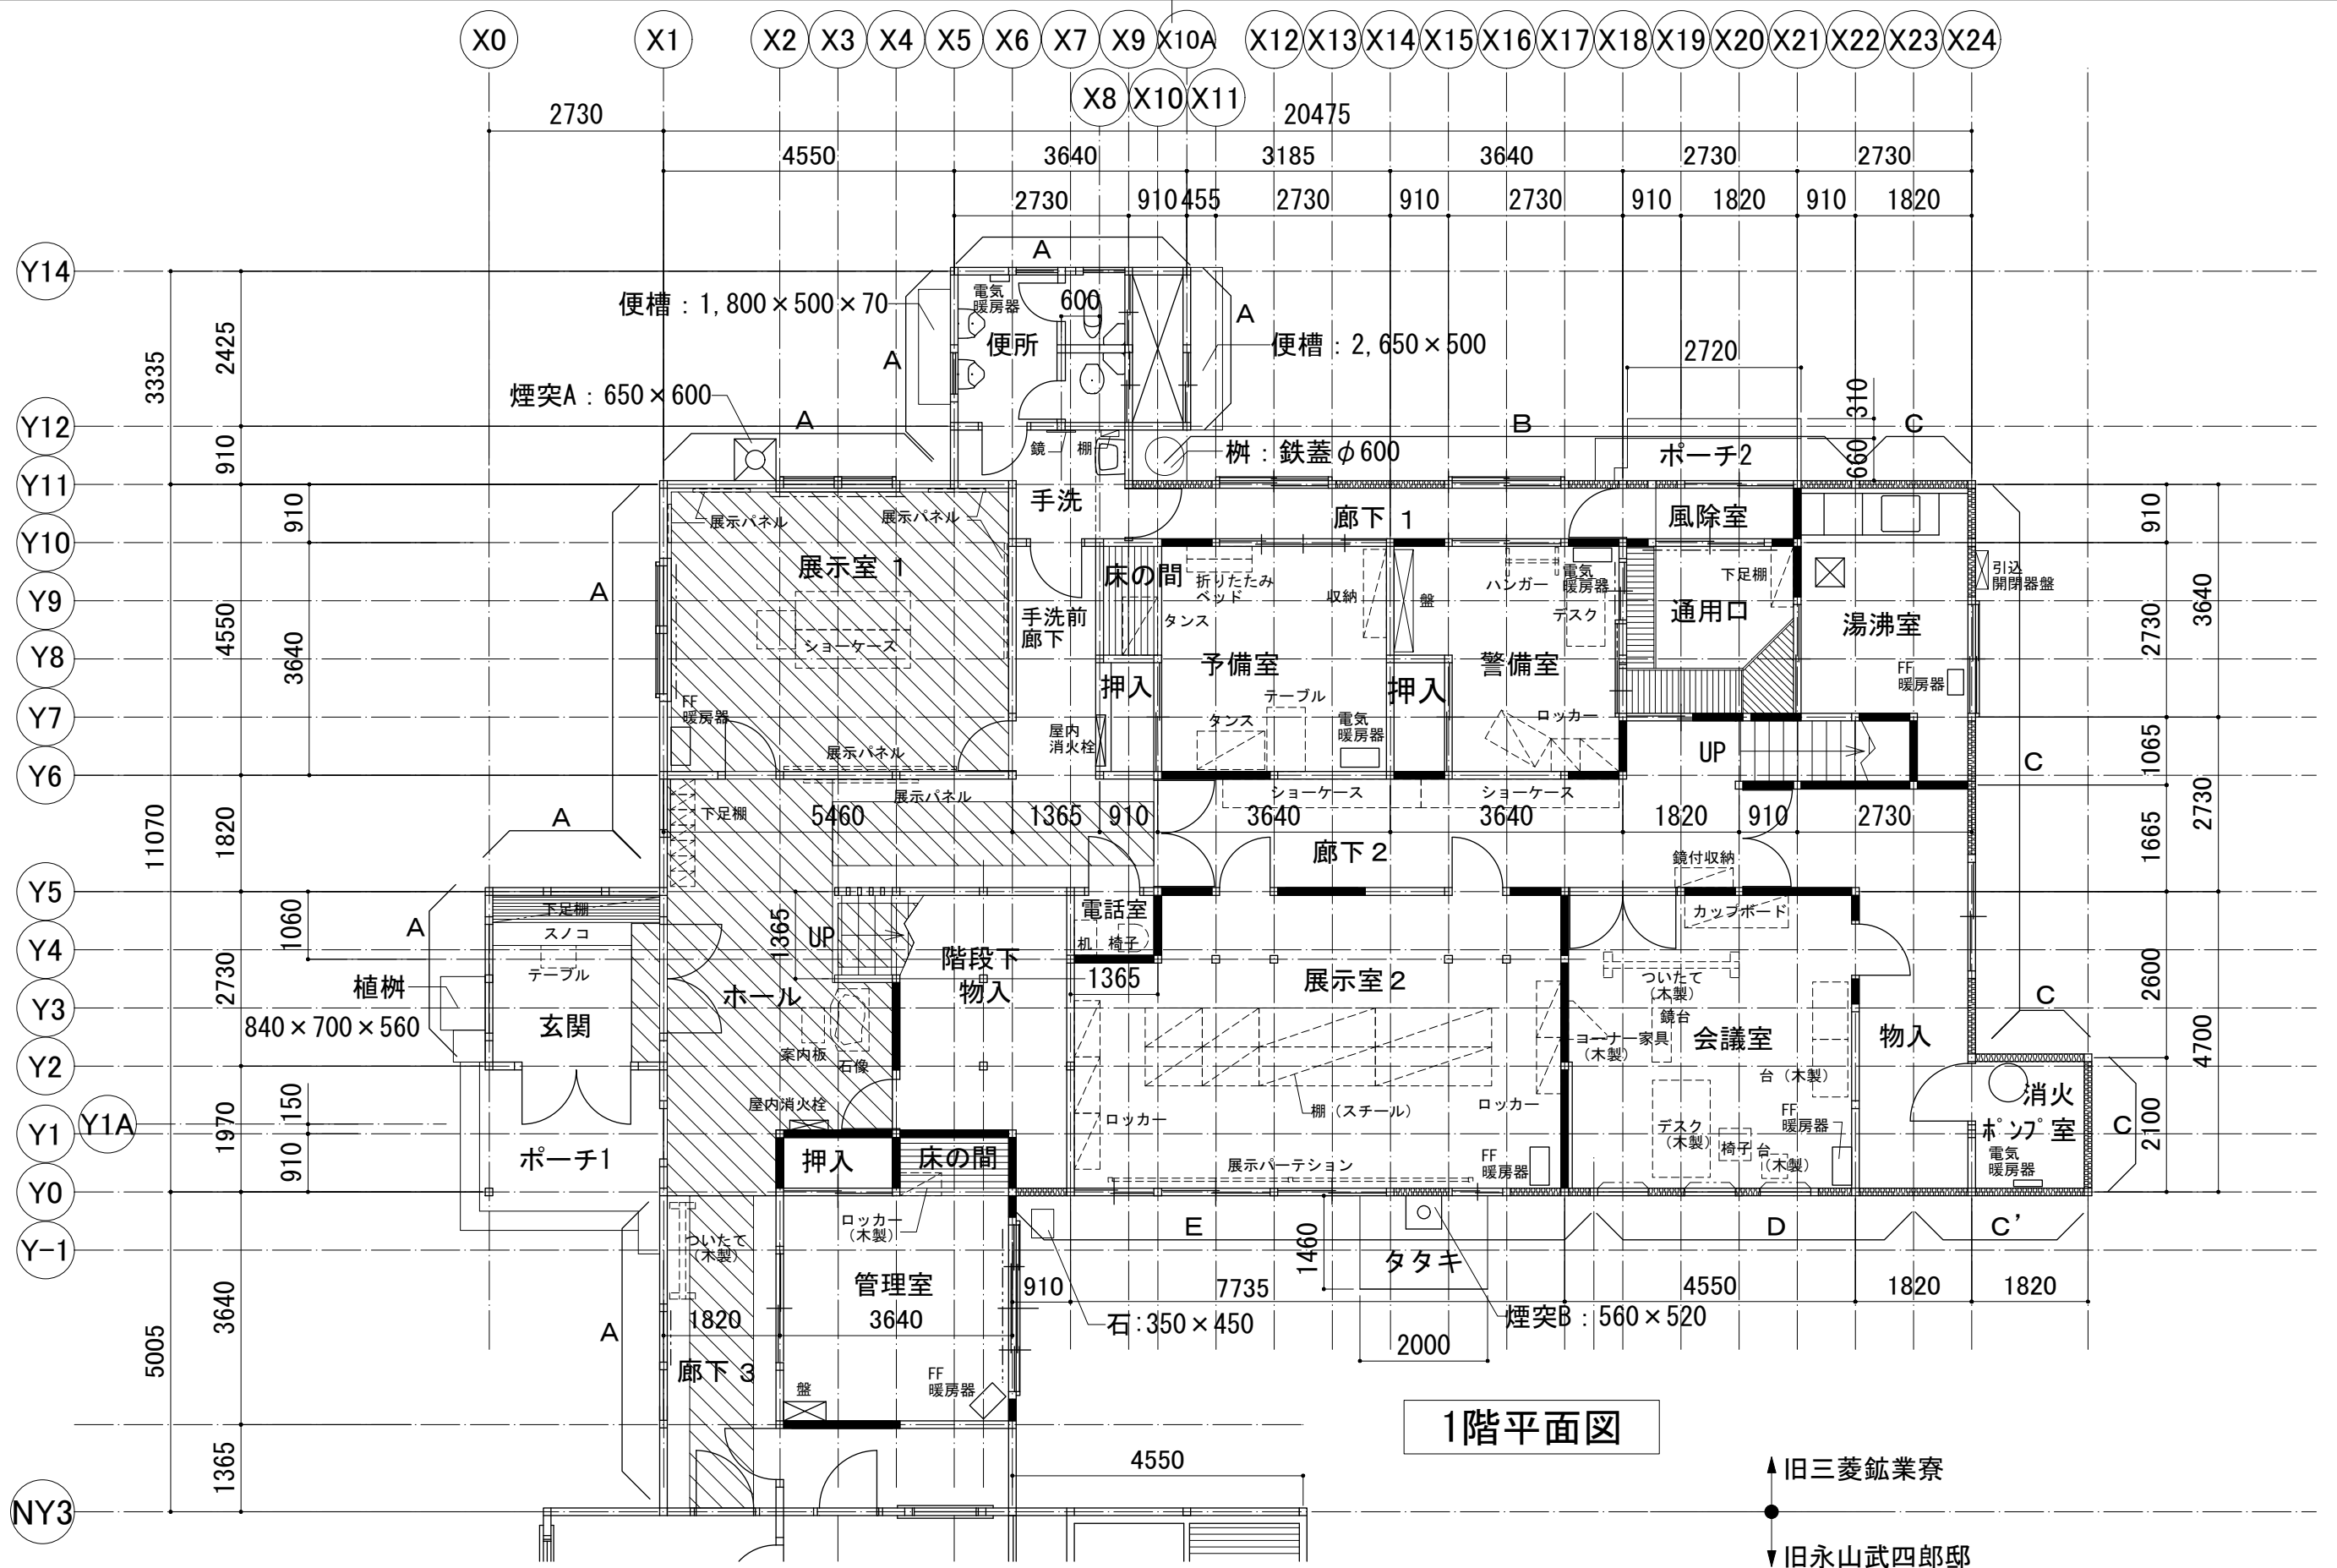 X0 X1 X2 X3 X4 X5 X6 X7 X9 X10A X12 X13 X14 X15 X16 X17 X18 X19 X20 X21 X22 X23 X24
X8 X10 X11
2730 20475
4550 3640 3185 3640 2730 2730
2730 910 455 2730 910 2730 910 1820 910 1820
Y14
Y12
Y11
Y10
Y9
Y8
Y7
Y6
Y5
Y4
Y3
Y2
Y1A
Y1
Y0
Y-1
NY3
3335
11070
5005
2425
910
4550
1820
2730
1970
3640
1365
910
3640
1060
150
910
A
A
A
A
A
A
A
A
A
B
C
C
C
C
C'
D
E
便槽：1,800×500×70
電気
暖房器
600
便所
便槽：2,650×500
煙突A：650×600
2720
310
660
鏡
棚
桝：鉄蓋φ600
ポーチ2
手洗
廊下 1
風除室
展示パネル
展示パネル
展示室 1
ショーケース
FF
暖房器
展示パネル
展示パネル
床の間
タンス
手洗前
廊下
押入
屋内
消火栓
折りたたみ
ベッド
収納
予備室
テーブル
タンス
電気
暖房器
盤
ハンガー
電気
暖房器
デスク
警備室
押入
ロッカー
下足棚
通用口
湯沸室
FF
暖房器
引込
開閉器盤
UP
910
2730
1065
1665
2600
2100
3640
2730
4700
ショーケース
ショーケース
下足棚
5460 1365 910 3640 3640 1820 910 2730
廊下２
鏡付収納
下足棚
スノコ
テーブル
玄関
植桝
840×700×560
ポーチ1
1365
UP
階段下
物入
ホール
案内板
石像
屋内消火栓
押入
床の間
電話室
机
椅子
1365
展示室２
ロッカー
棚（スチール）
ロッカー
展示パーテション
FF
暖房器
カップボード
ついたて
（木製）
鏡台
コーナー家具
（木製）
会議室
台（木製）
デスク
（木製）
椅子
台
（木製）
FF
暖房器
物入
消火
ﾎﾟﾝﾌﾟ室
電気
暖房器
ついたて
（木製）
ロッカー
（木製）
管理室
1820 3640
廊下 3
盤
FF
暖房器
910 7735 4550 1820 1820
石：350×450
1460
タタキ
煙突B：560×520
2000
4550
1階平面図
旧三菱鉱業寮
旧永山武四郎邸